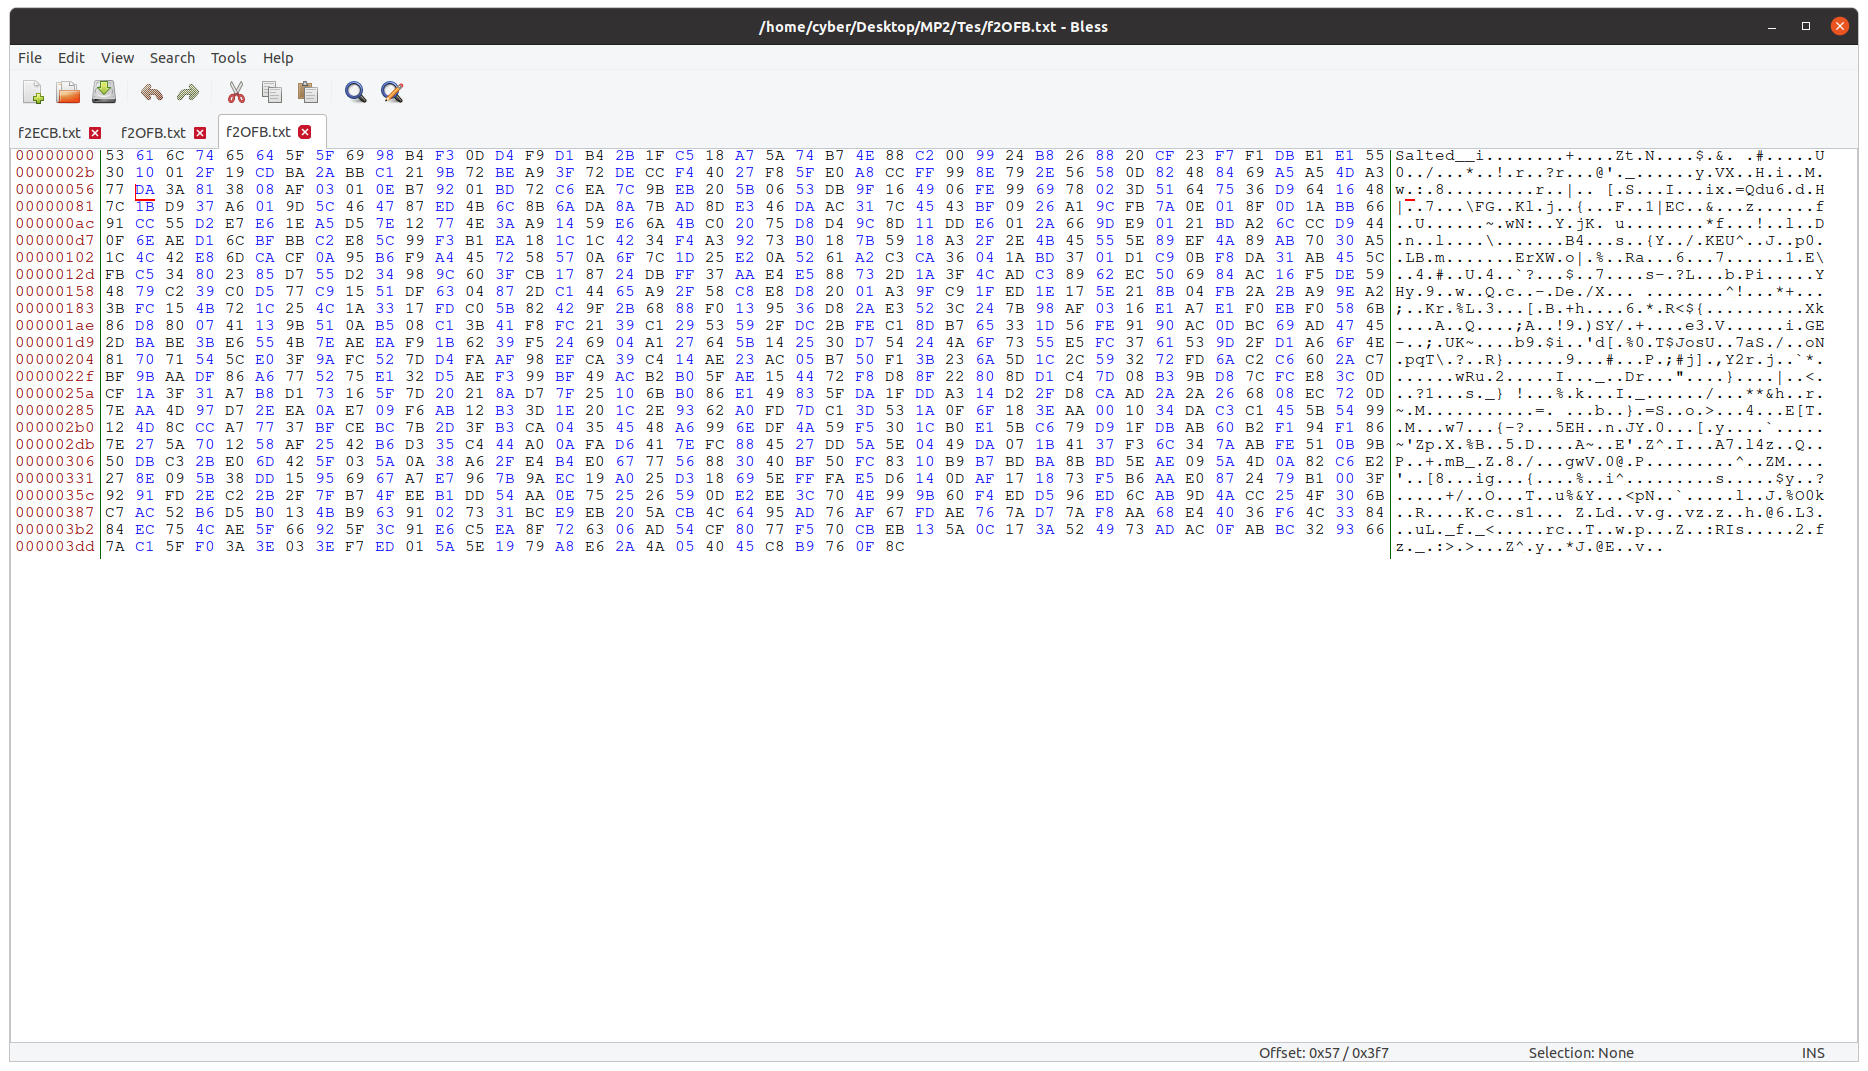 /home/cyber/Desktop/MP2/Tes/f2OFB.txt - Bless
File Edit View Search Tools Help
f2ECB.txt f2OFB.txt f2OFB.txt
00000000 53 61 6C 74 65 64 5F 5F 69 98 B4 F3 0D D4 F9 D1 B4 2B 1F C5 18 A7 5A 74 B7 4E 88 C2 00 99 24 B8 26 88 20 CF 23 F7 F1 DB E1 E1 55 Salted__i........+....Zt.N....$.&. .#.....U
0000002b 30 10 01 2F 19 CD BA 2A BB C1 21 9B 72 BE A9 3F 72 DE CC F4 40 27 F8 5F E0 A8 CC FF 99 8E 79 2E 56 58 0D 82 48 84 69 A5 A5 4D A3 0../...*..!.r..?r...@'._......y.VX..H.i..M.
00000056 77 DA 3A 81 38 08 AF 03 01 0E B7 92 01 BD 72 C6 EA 7C 9B EB 20 5B 06 53 DB 9F 16 49 06 FE 99 69 78 02 3D 51 64 75 36 D9 64 16 48 w.:.8.........r..|.. [.S...I...ix.=Qdu6.d.H
00000081 7C 1B D9 37 A6 01 9D 5C 46 47 87 ED 4B 6C 8B 6A DA 8A 7B AD 8D E3 46 DA AC 31 7C 45 43 BF 09 26 A1 9C FB 7A 0E 01 8F 0D 1A BB 66 |..7...\FG..Kl.j..{...F..1|EC..&...z......f
000000ac 91 CC 55 D2 E7 E6 1E A5 D5 7E 12 77 4E 3A A9 14 59 E6 6A 4B C0 20 75 D8 D4 9C 8D 11 DD E6 01 2A 66 9D E9 01 21 BD A2 6C CC D9 44 ..U......~.wN:..Y.jK. u........*f...!..l..D
000000d7 0F 6E AE D1 6C BF BB C2 E8 5C 99 F3 B1 EA 18 1C 1C 42 34 F4 A3 92 73 B0 18 7B 59 18 A3 2F 2E 4B 45 55 5E 89 EF 4A 89 AB 70 30 A5 .n..l....\.......B4...s..{Y../.KEU^..J..p0.
00000102 1C 4C 42 E8 6D CA CF 0A 95 B6 F9 A4 45 72 58 57 0A 6F 7C 1D 25 E2 0A 52 61 A2 C3 CA 36 04 1A BD 37 01 D1 C9 0B F8 DA 31 AB 45 5C .LB.m.......ErXW.o|.%..Ra...6...7......1.E\
0000012d FB C5 34 80 23 85 D7 55 D2 34 98 9C 60 3F CB 17 87 24 DB FF 37 AA E4 E5 88 73 2D 1A 3F 4C AD C3 89 62 EC 50 69 84 AC 16 F5 DE 59 ..4.#..U.4..`?...$..7....s-.?L...b.Pi.....Y
00000158 48 79 C2 39 C0 D5 77 C9 15 51 DF 63 04 87 2D C1 44 65 A9 2F 58 C8 E8 D8 20 01 A3 9F C9 1F ED 1E 17 5E 21 8B 04 FB 2A 2B A9 9E A2 Hy.9..w..Q.c..-.De./X... ........^!...*+...
00000183 3B FC 15 4B 72 1C 25 4C 1A 33 17 FD C0 5B 82 42 9F 2B 68 88 F0 13 95 36 D8 2A E3 52 3C 24 7B 98 AF 03 16 E1 A7 E1 F0 EB F0 58 6B ;..Kr.%L.3...[.B.+h....6.*.R<${..........Xk
000001ae 86 D8 80 07 41 13 9B 51 0A B5 08 C1 3B 41 F8 FC 21 39 C1 29 53 59 2F DC 2B FE C1 8D B7 65 33 1D 56 FE 91 90 AC 0D BC 69 AD 47 45 ....A..Q....;A..!9.)SY/.+....e3.V......i.GE
000001d9 2D BA BE 3B E6 55 4B 7E AE EA F9 1B 62 39 F5 24 69 04 A1 27 64 5B 14 25 30 D7 54 24 4A 6F 73 55 E5 FC 37 61 53 9D 2F D1 A6 6F 4E -..;.UK~....b9.$i..'d[.%0.T$JosU..7aS./..oN
00000204 81 70 71 54 5C E0 3F 9A FC 52 7D D4 FA AF 98 EF CA 39 C4 14 AE 23 AC 05 B7 50 F1 3B 23 6A 5D 1C 2C 59 32 72 FD 6A C2 C6 60 2A C7 .pqT\.?..R}......9...#...P.;#j].,Y2r.j..`*.
0000022f BF 9B AA DF 86 A6 77 52 75 E1 32 D5 AE F3 99 BF 49 AC B2 B0 5F AE 15 44 72 F8 D8 8F 22 80 8D D1 C4 7D 08 B3 9B D8 7C FC E8 3C 0D ......wRu.2.....I..._..Dr..."....}....|..<.
0000025a CF 1A 3F 31 A7 B8 D1 73 16 5F 7D 20 21 8A D7 7F 25 10 6B B0 86 E1 49 83 5F DA 1F DD A3 14 D2 2F D8 CA AD 2A 2A 26 68 08 EC 72 0D ..?1...s._} !...%.k...I._....../...**&h..r.
00000285 7E AA 4D 97 D7 2E EA 0A E7 09 F6 AB 12 B3 3D 1E 20 1C 2E 93 62 A0 FD 7D C1 3D 53 1A 0F 6F 18 3E AA 00 10 34 DA C3 C1 45 5B 54 99 ~.M...........=. ...b..}.=S..o.>...4...E[T.
000002b0 12 4D 8C CC A7 77 37 BF CE BC 7B 2D 3F B3 CA 04 35 45 48 A6 99 6E DF 4A 59 F5 30 1C B0 E1 5B C6 79 D9 1F DB AB 60 B2 F1 94 F1 86 .M...w7...{-?...5EH..n.JY.0...[.y....`.....
000002db 7E 27 5A 70 12 58 AF 25 42 B6 D3 35 C4 44 A0 0A FA D6 41 7E FC 88 45 27 DD 5A 5E 04 49 DA 07 1B 41 37 F3 6C 34 7A AB FE 51 0B 9B ~'Zp.X.%B..5.D....A~..E'.Z^.I...A7.l4z..Q..
00000306 50 DB C3 2B E0 6D 42 5F 03 5A 0A 38 A6 2F E4 B4 E0 67 77 56 88 30 40 BF 50 FC 83 10 B9 B7 BD BA 8B BD 5E AE 09 5A 4D 0A 82 C6 E2 P..+.mB_.Z.8./...gwV.0@.P.........^..ZM....
00000331 27 8E 09 5B 38 DD 15 95 69 67 A7 E7 96 7B 9A EC 19 A0 25 D3 18 69 5E FF FA E5 D6 14 0D AF 17 18 73 F5 B6 AA E0 87 24 79 B1 00 3F '..[8...ig...{....%..i^.........s.....$y..?
0000035c 92 91 FD 2E C2 2B 2F 7F B7 4F EE B1 DD 54 AA 0E 75 25 26 59 0D E2 EE 3C 70 4E 99 9B 60 F4 ED D5 96 ED 6C AB 9D 4A CC 25 4F 30 6B .....+/..O...T..u%&Y...<pN..`.....l..J.%O0k
00000387 C7 AC 52 B6 D5 B0 13 4B B9 63 91 02 73 31 BC E9 EB 20 5A CB 4C 64 95 AD 76 AF 67 FD AE 76 7A D7 7A F8 AA 68 E4 40 36 F6 4C 33 84 ..R....K.c..s1... Z.Ld..v.g..vz.z..h.@6.L3.
000003b2 84 EC 75 4C AE 5F 66 92 5F 3C 91 E6 C5 EA 8F 72 63 06 AD 54 CF 80 77 F5 70 CB EB 13 5A 0C 17 3A 52 49 73 AD AC 0F AB BC 32 93 66 ..uL._f._<.....rc..T..w.p...Z..:RIs.....2.f
000003dd 7A C1 5F F0 3A 3E 03 3E F7 ED 01 5A 5E 19 79 A8 E6 2A 4A 05 40 45 C8 B9 76 0F 8C z._.:>.>...Z^.y..*J.@E..v..
Offset: 0x57 / 0x3f7 Selection: None INS